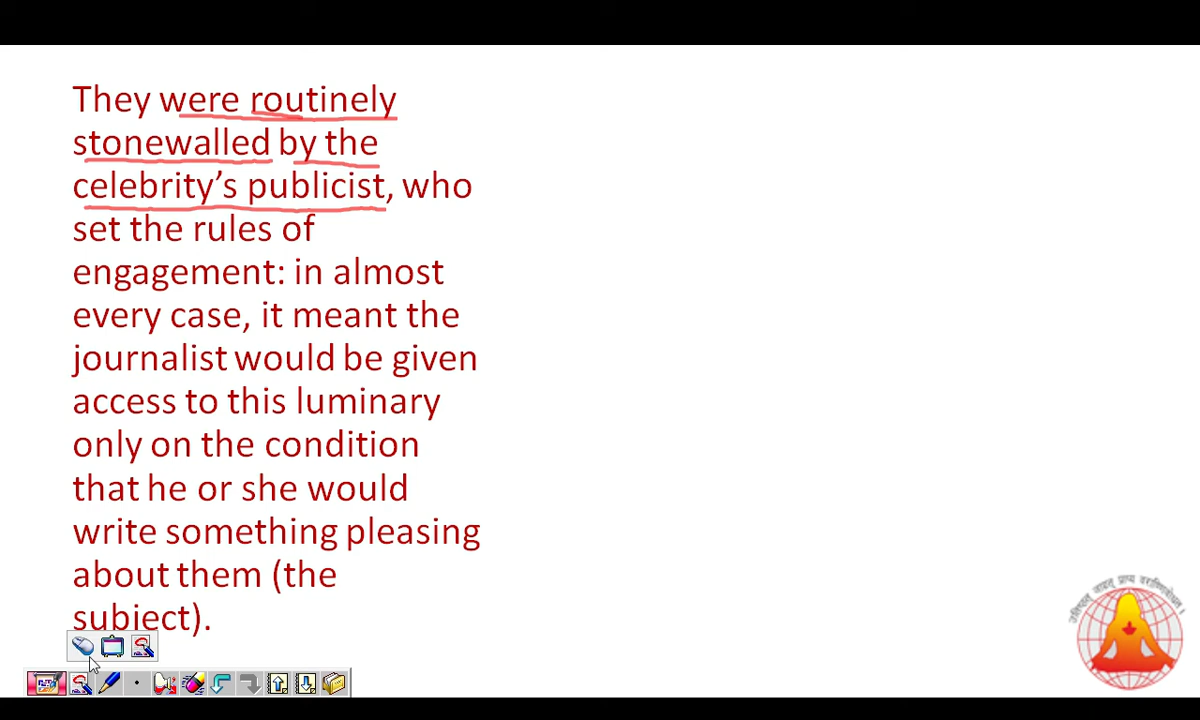 They were routinely
stonewalled by the
celebrity’s publicist, who
set the rules of
engagement: in almost
every case, it meant the
journalist would be given
access to this luminary
only on the condition
that he or she would
write something pleasing
about them (the
subject).